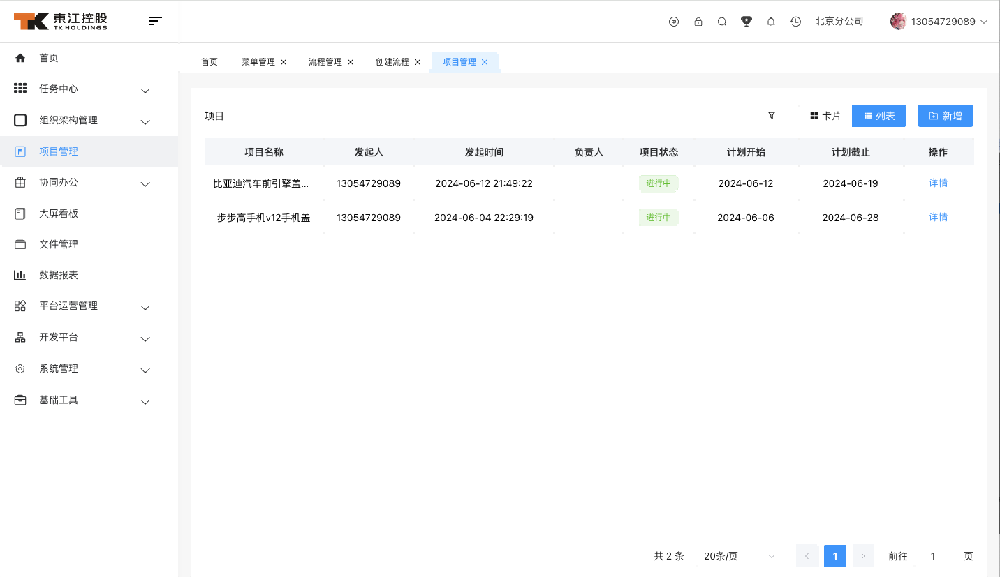 東江控股
TK HOLDINGS
北京分公司
13054729089
首页
任务中心
组织架构管理
项目管理
协同办公
大屏看板
文件管理
数据报表
平台运营管理
开发平台
系统管理
基础工具
首页 菜单管理 流程管理 创建流程 项目管理
项目 卡片 列表 新增
项目名称 发起人 发起时间 负责人 项目状态 计划开始 计划截止 操作
比亚迪汽车前引擎盖... 13054729089 2024-06-12 21:49:22 进行中 2024-06-12 2024-06-19 详情
步步高手机v12手机盖 13054729089 2024-06-04 22:29:19 进行中 2024-06-06 2024-06-28 详情
共 2 条 20条/页 1 前往 1 页